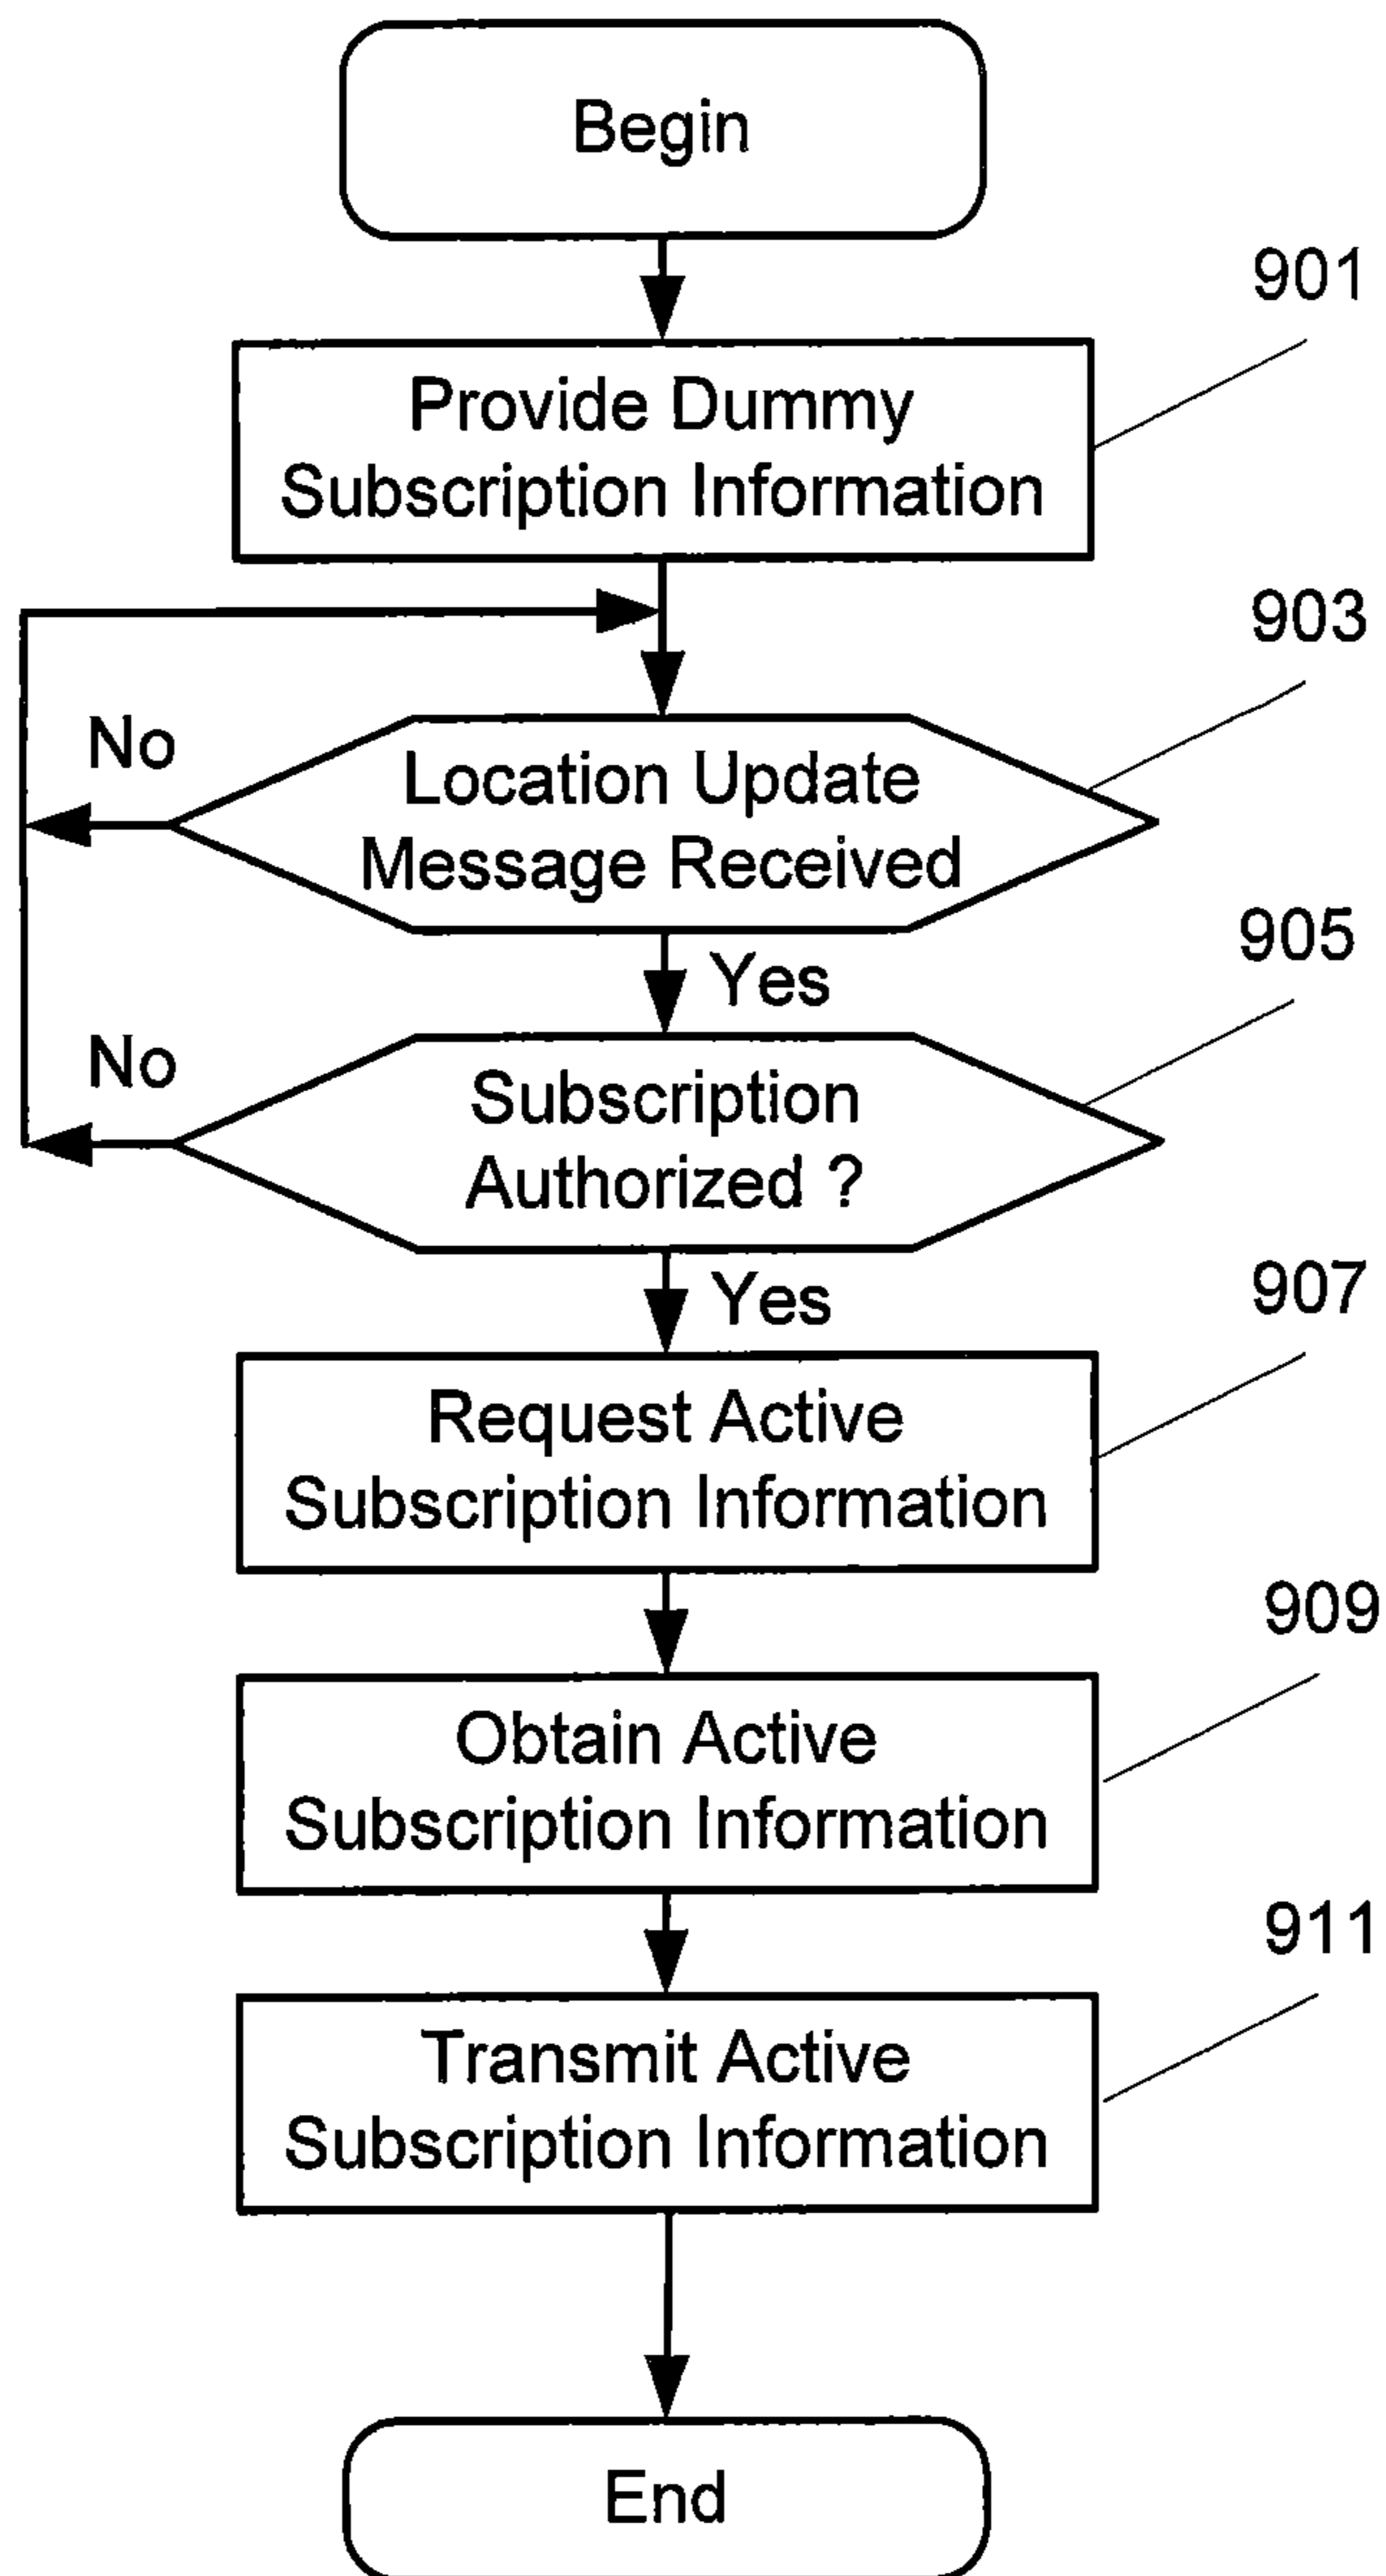 Begin
901
Provide Dummy
Subscription Information
903
No
Location Update
Message Received
905
Yes
No
Subscription
Authorized ?
907
Yes
Request Active
Subscription Information
909
Obtain Active
Subscription Information
911
Transmit Active
Subscription Information
End